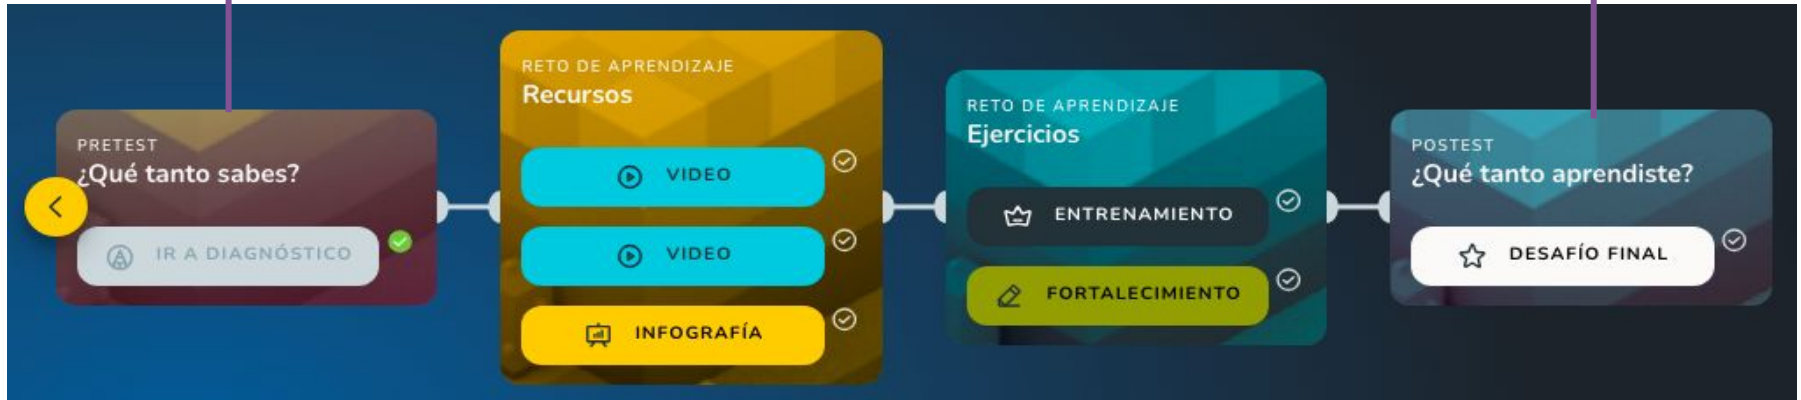 PRETEST
¿Qué tanto sabes?
IR A DIAGNÓSTICO
RETO DE APRENDIZAJE
Recursos
VIDEO
VIDEO
INFOGRAFÍA
RETO DE APRENDIZAJE
Ejercicios
ENTRENAMIENTO
FORTALECIMIENTO
POSTEST
¿Qué tanto aprendiste?
DESAFÍO FINAL